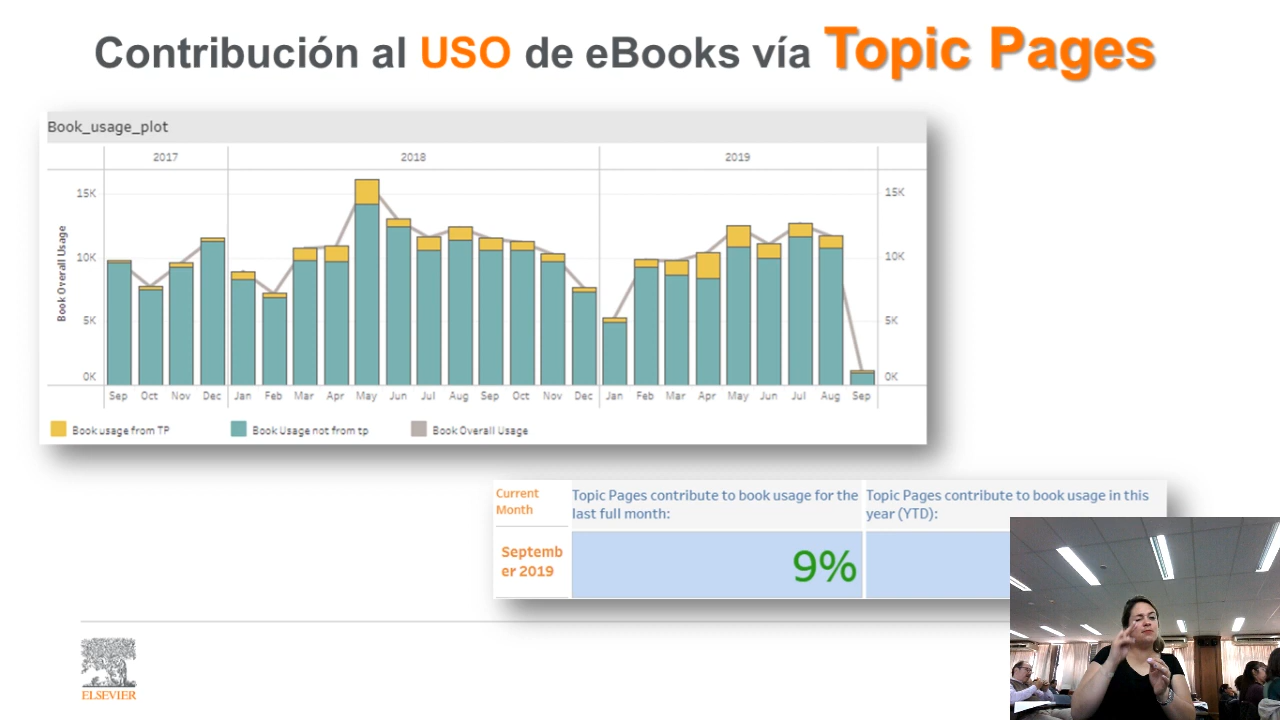 Contribución al USO de eBooks vía Topic Pages
Book_usage_plot
2017 2018 2019
15K 15K
10K 10K
5K 5K
0K 0K
Book Overall Usage
Sep Oct Nov Dec Jan Feb Mar Apr May Jun Jul Aug Sep Oct Nov Dec Jan Feb Mar Apr May Jun Jul Aug Sep
Book usage from TP Book Usage not from tp Book Overall Usage
Current
Month
Topic Pages contribute to book usage for the
last full month:
Topic Pages contribute to book usage in this
year (YTD):
Septemb
er 2019
9%
ELSEVIER